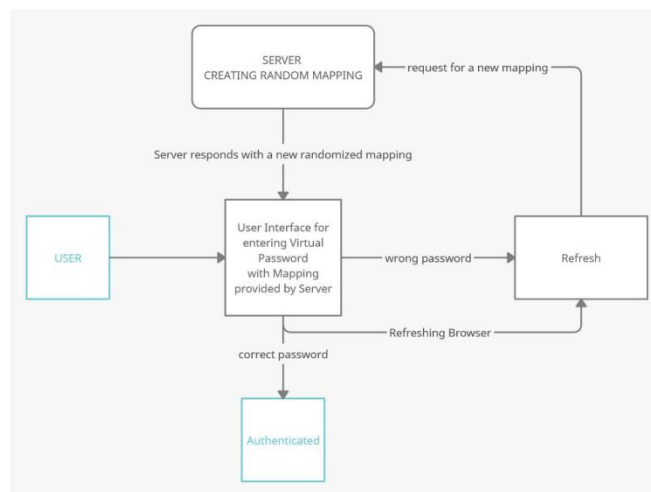 SERVER
CREATING RANDOM MAPPING
request for a new mapping
Server responds with a new randomized mapping
USER
User Interface for
entering Virtual
Password
with Mapping
provided by Server
wrong password
Refresh
Refreshing Browser
correct password
Authenticated